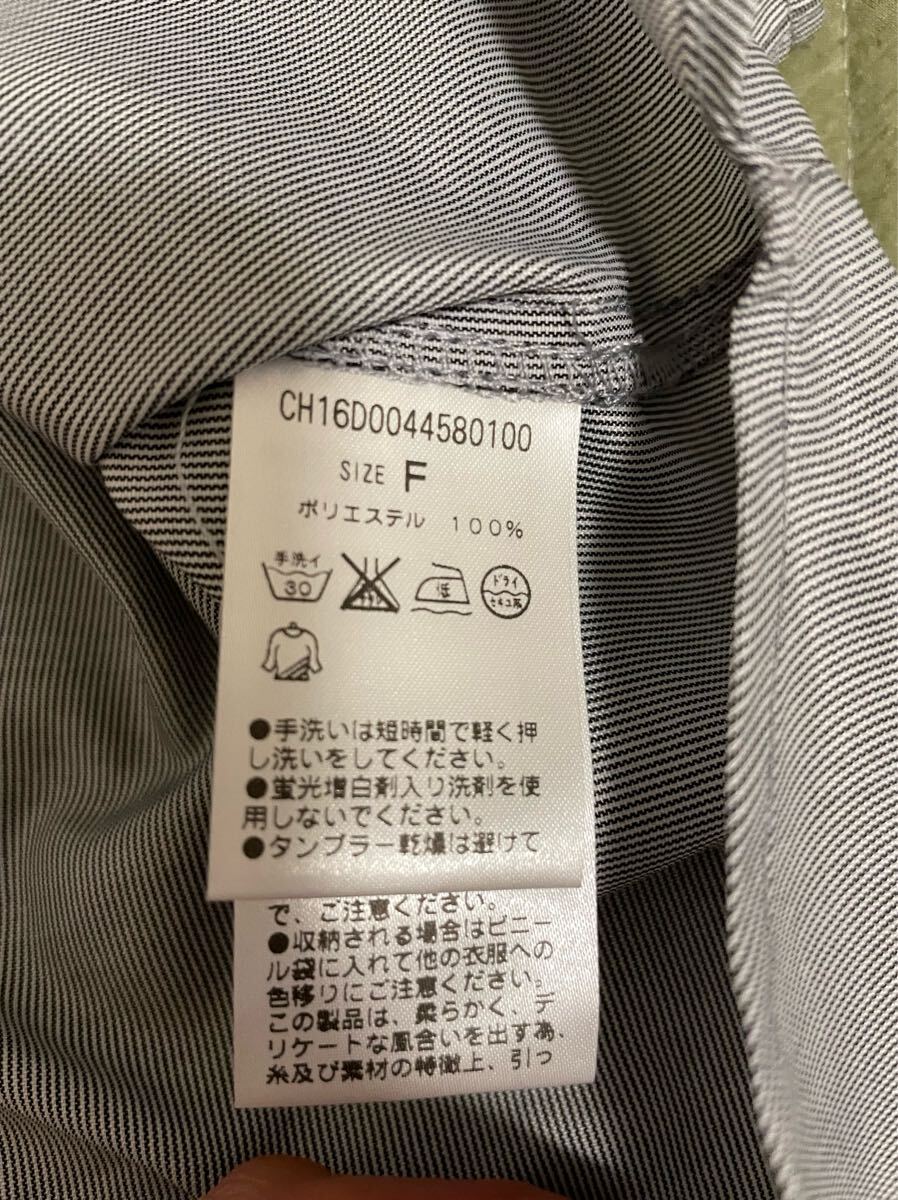 CH16D0044580100
SIZE F
ポリエステル 100%
手洗イ
30
低
ドライ
セキユ系
●手洗いは短時間で軽く押
し洗いをしてください。
●蛍光増白剤入り洗剤を使
用しないでください。
●タンブラー乾燥は避けて
で、ご注意ください。
●収納される場合はビニー
ル袋に入れて他の衣服への
色移りにご注意ください。
この製品は、柔らかく、デ
リケートな風合いを出す為、
糸及び素材の特徴上、引っ